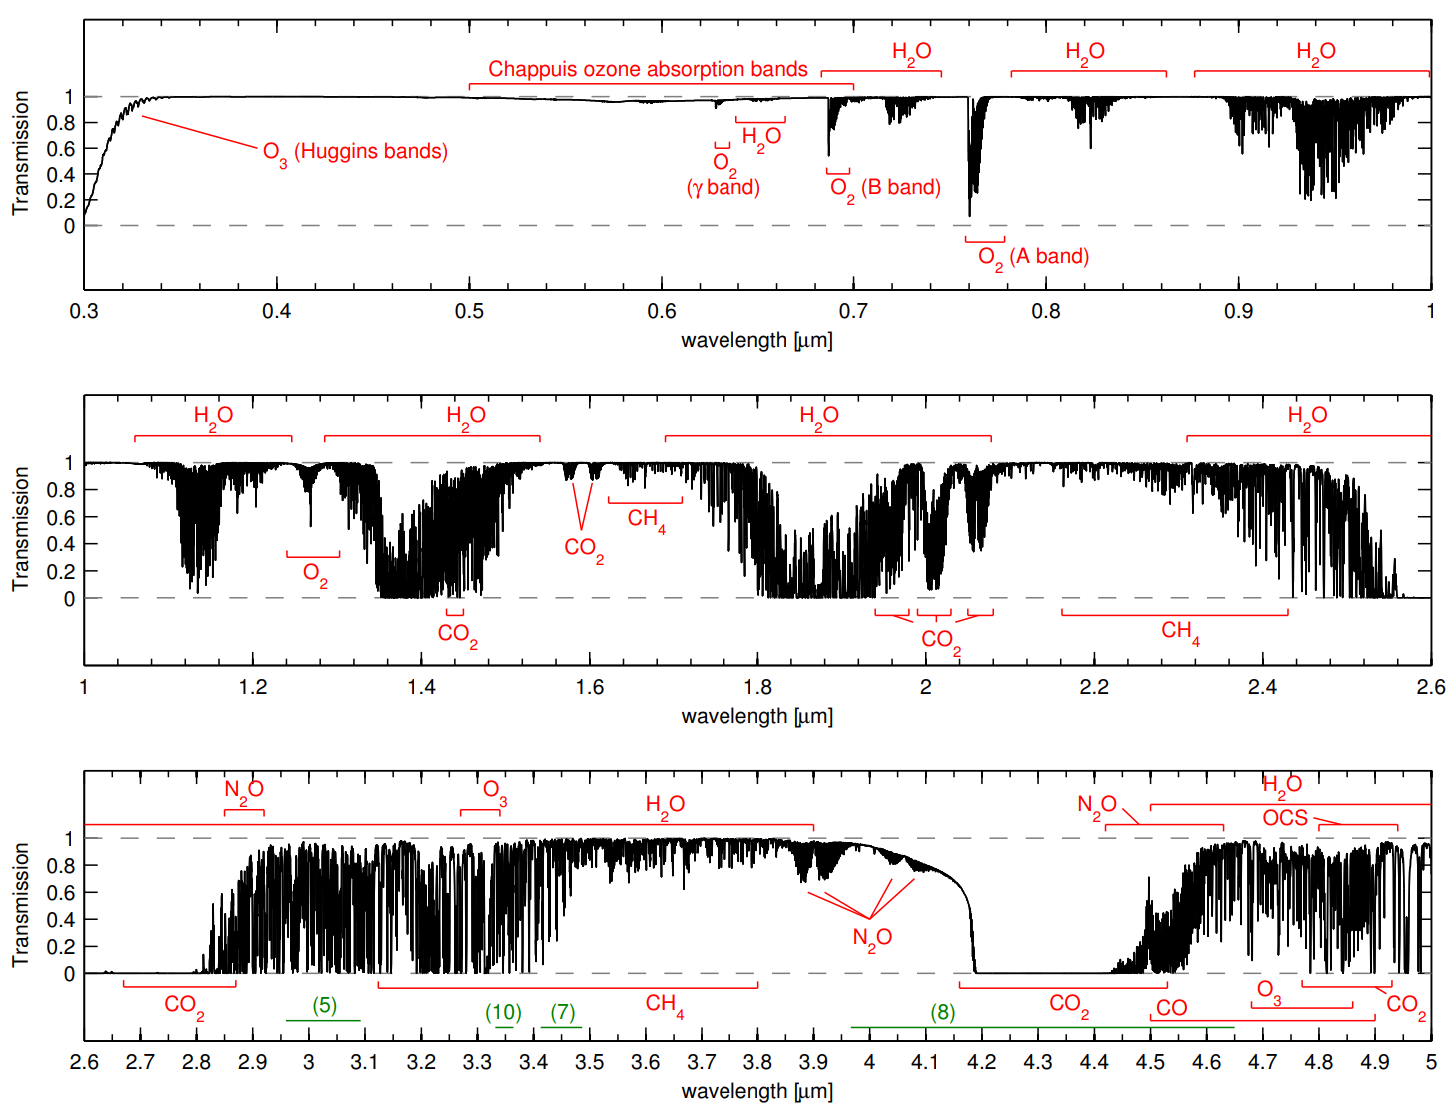 H2O H2O H2O
Chappuis ozone absorption bands
1
0.8
0.6
0.4
0.2
0
Transmission
O3 (Huggins bands)
H2O
O2
(γ band)
O2 (B band)
O2 (A band)
0.3 0.4 0.5 0.6 0.7 0.8 0.9 1
wavelength [μm]
H2O H2O H2O H2O
1
0.8
0.6
0.4
0.2
0
Transmission
O2
CO2
CH4
CO2
CO2
CH4
1 1.2 1.4 1.6 1.8 2 2.2 2.4 2.6
wavelength [μm]
N2O O3 H2O N2O H2O
OCS
1
0.8
0.6
0.4
0.2
0
Transmission
N2O
CO2 (5) (10) (7) CH4 (8) CO2 CO O3 CO2
2.6 2.7 2.8 2.9 3 3.1 3.2 3.3 3.4 3.5 3.6 3.7 3.8 3.9 4 4.1 4.2 4.3 4.4 4.5 4.6 4.7 4.8 4.9 5
wavelength [μm]